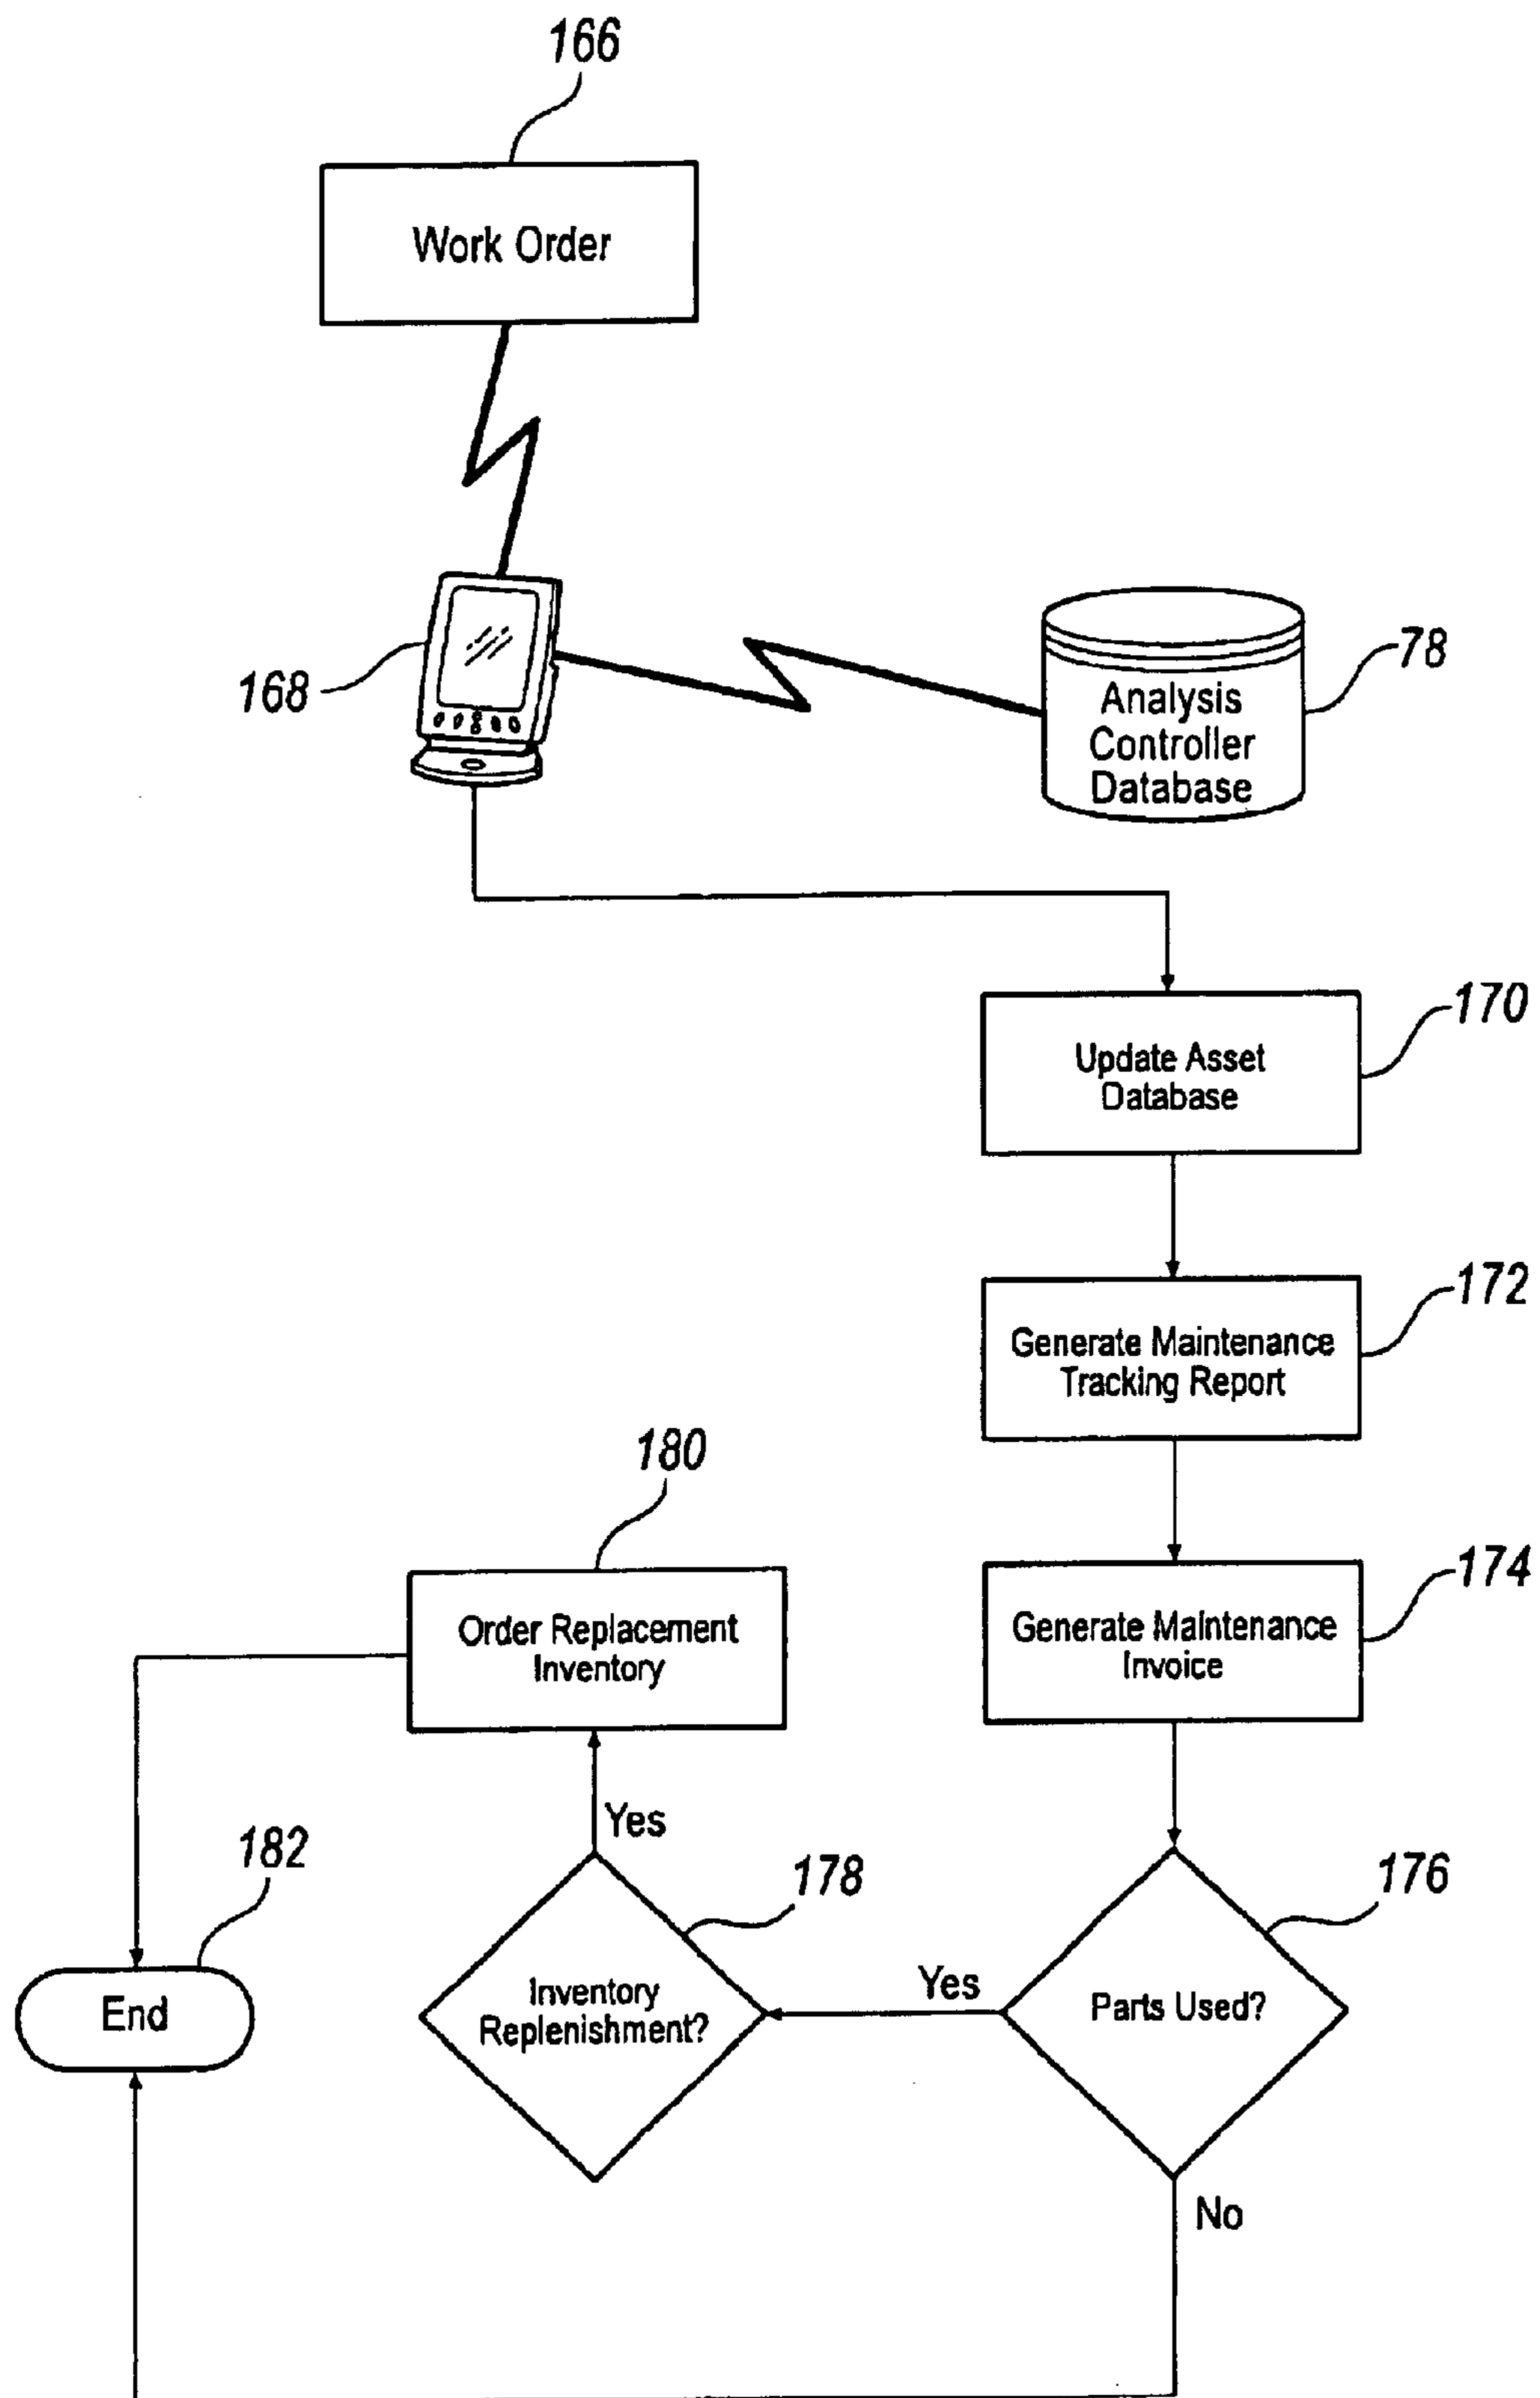 166
Work Order
168
78
Analysis
Controller
Database
170
Update Asset
Database
172
Generate Maintenance
Tracking Report
180
174
Order Replacement
Inventory
Generate Maintenance
Invoice
Yes
182
178
176
End
Inventory
Replenishment?
Yes
Parts Used?
No